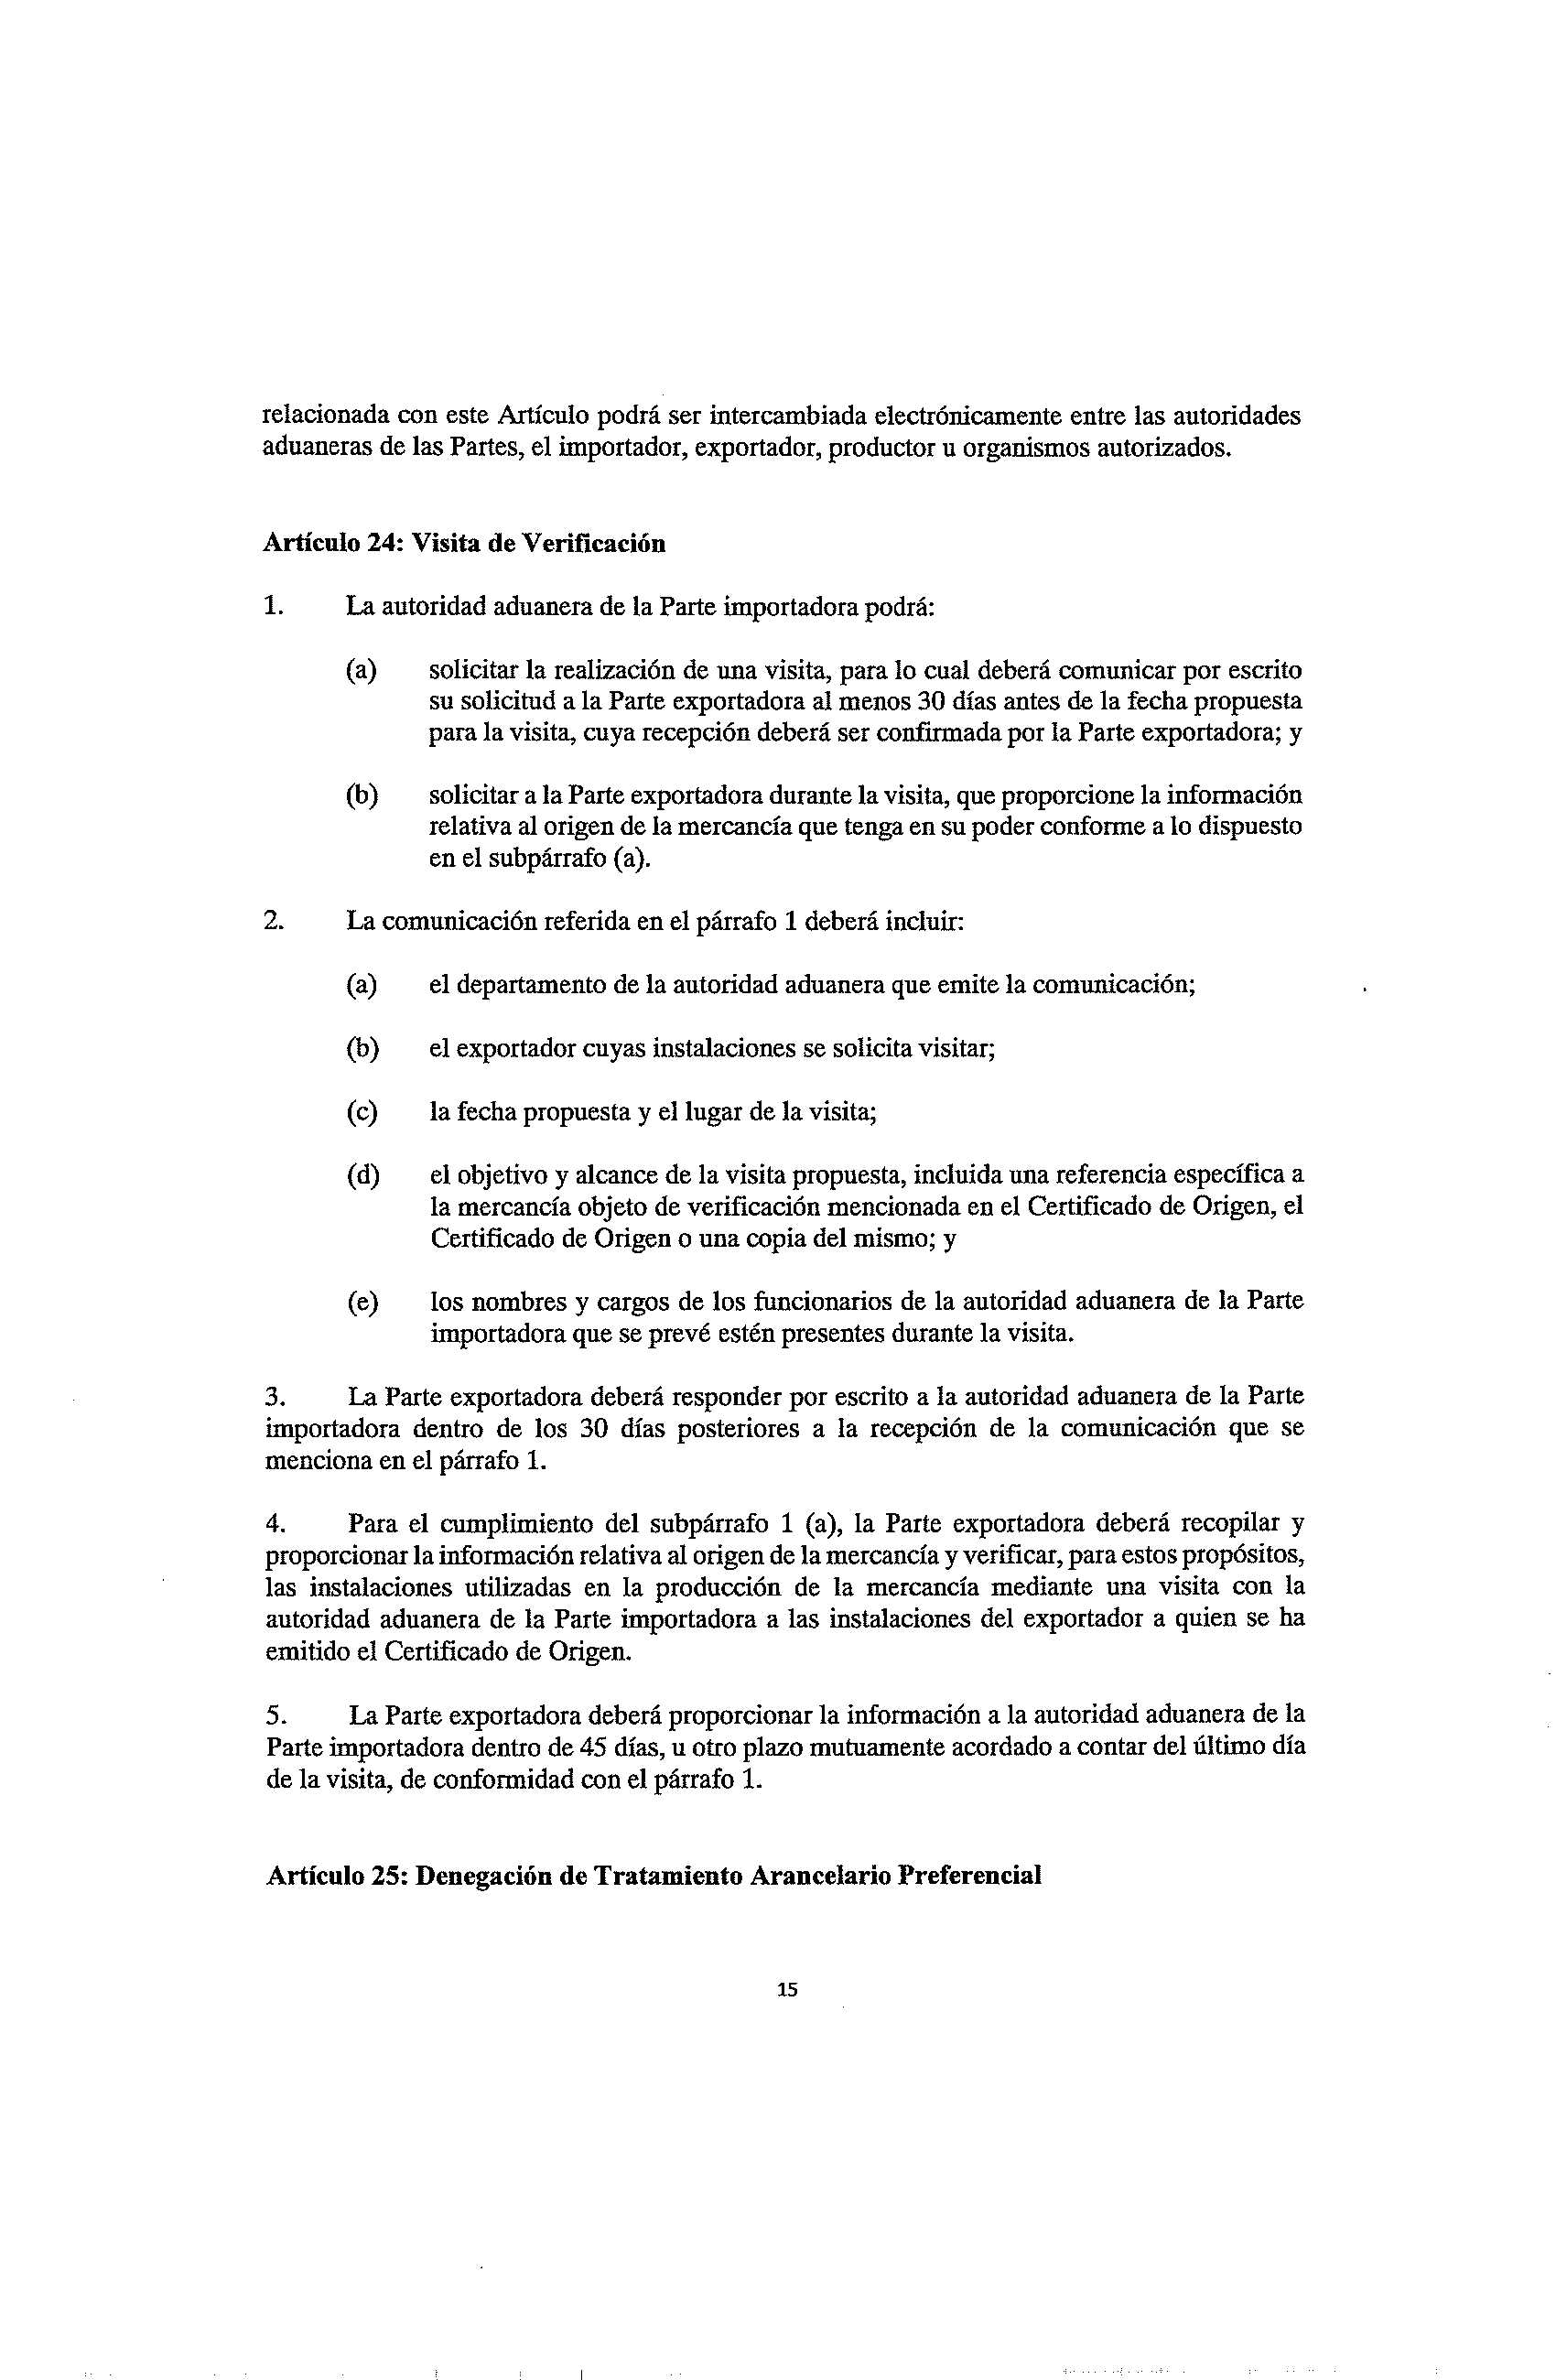 relacionada con este Artículo podrá ser intercambiada electrónicamente entre las autoridades
aduaneras de las Partes, el importador, exportador, productor u organismos autorizados.
Artículo 24: Visita de Verificación
1. La autoridad aduanera de la Parte importadora podrá:
(a) solicitar la realización de una visita, para lo cual deberá comunicar por escrito
su solicitud a la Parte exportadora al menos 30 días antes de la fecha propuesta
para la visita, cuya recepción deberá ser confirmada por la Parte exportadora; y
(b) solicitar a la Parte exportadora durante la visita, que proporcione la información
relativa al origen de la mercancía que tenga en su poder conforme a lo dispuesto
en el subpárrafo (a).
2. La comunicación referida en el párrafo 1 deberá incluir:
(a) el departamento de la autoridad aduanera que emite la comunicación;
(b) el exportador cuyas instalaciones se solicita visitar;
(c) la fecha propuesta y el lugar de la visita;
(d) el objetivo y alcance de la visita propuesta, incluida una referencia específica a
la mercancía objeto de verificación mencionada en el Certificado de Origen, el
Certificado de Origen o una copia del mismo; y
(e) los nombres y cargos de los funcionarios de la autoridad aduanera de la Parte
importadora que se prevé estén presentes durante la visita.
3. La Parte exportadora deberá responder por escrito a la autoridad aduanera de la Parte
importadora dentro de los 30 días posteriores a la recepción de la comunicación que se
menciona en el párrafo 1.
4. Para el cumplimiento del subpárrafo 1 (a), la Parte exportadora deberá recopilar y
proporcionar la información relativa al origen de la mercancía y verificar, para estos propósitos,
las instalaciones utilizadas en la producción de la mercancía mediante una visita con la
autoridad aduanera de la Parte importadora a las instalaciones del exportador a quien se ha
emitido el Certificado de Origen.
5. La Parte exportadora deberá proporcionar la información a la autoridad aduanera de la
Parte importadora dentro de 45 días, u otro plazo mutuamente acordado a contar del último día
de la visita, de conformidad con el párrafo 1.
Artículo 25: Denegación de Tratamiento Arancelario Preferencial
15